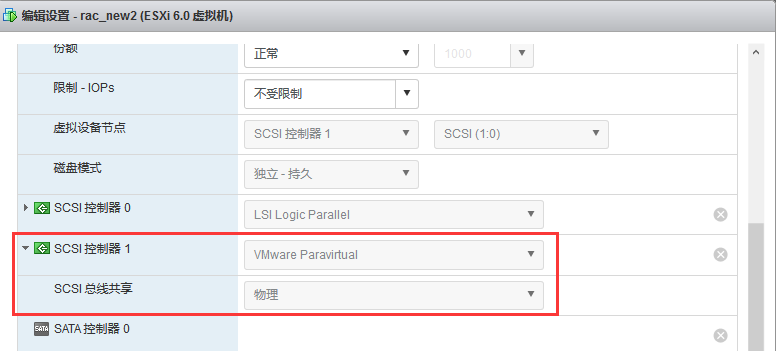 编辑设置 - rac_new2 (ESXi 6.0 虚拟机)
份额 正常 1000
限制 - IOPs 不受限制
虚拟设备节点 SCSI 控制器 1 SCSI (1:0)
磁盘模式 独立 - 持久
SCSI 控制器 0 LSI Logic Parallel
SCSI 控制器 1 VMware Paravirtual
SCSI 总线共享 物理
SATA SATA 控制器 0